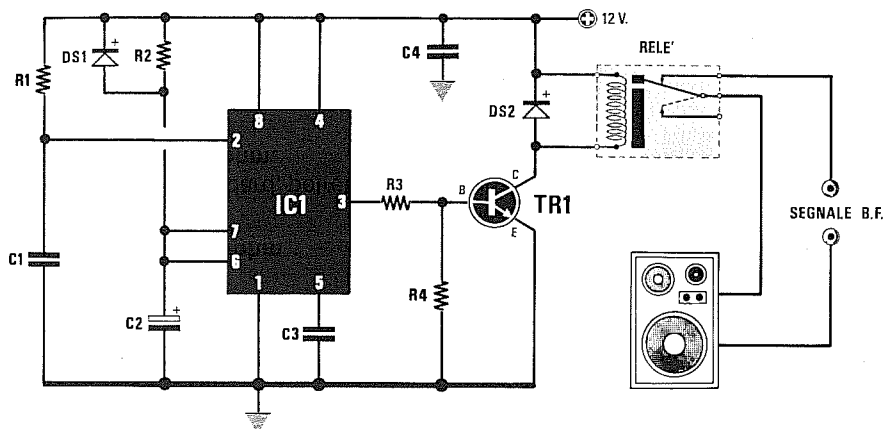 12 V.
RELE'
DS1
R2
C4
R1
8
4
DS2
2
IC1
3
R3
B
C
TR1
E
7
6
SEGNALE B.F.
C1
1
5
R4
C2
C3